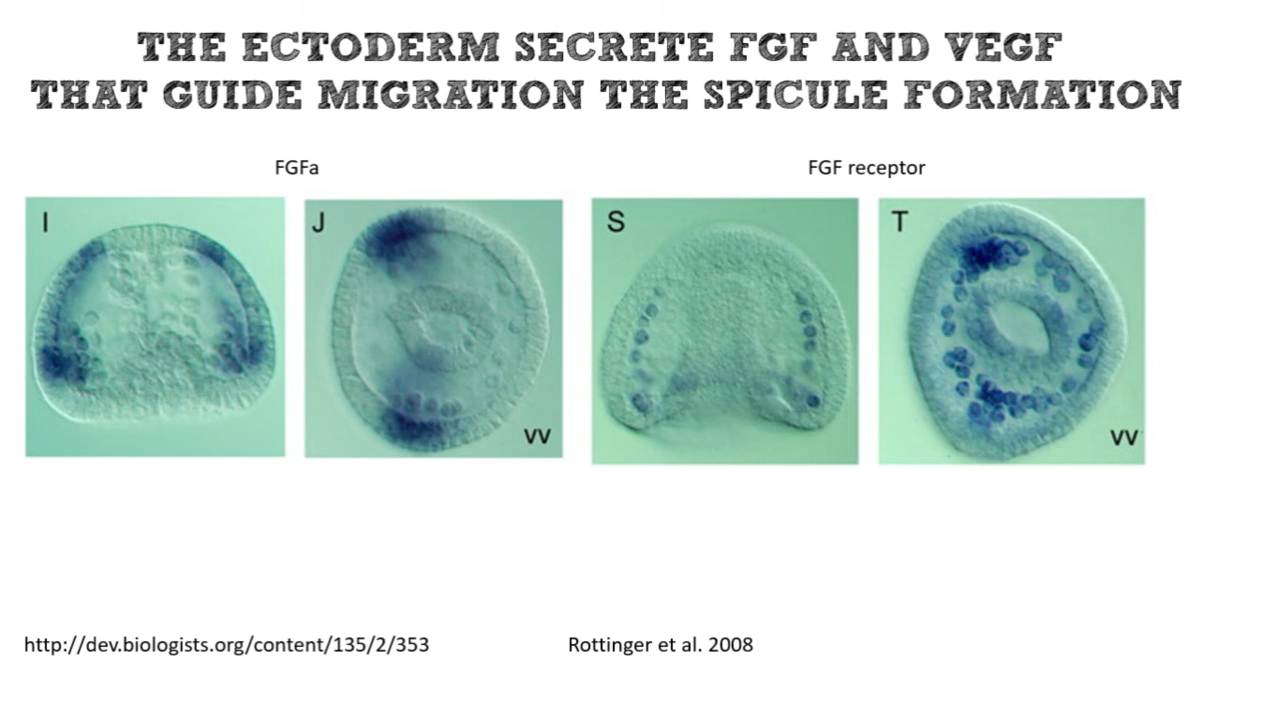 THE ECTODERM SECRETE FGF AND VEGF
THAT GUIDE MIGRATION THE SPICULE FORMATION
FGFa
FGF receptor
I
J
VV
S
T
VV
http://dev.biologists.org/content/135/2/353
Rottinger et al. 2008